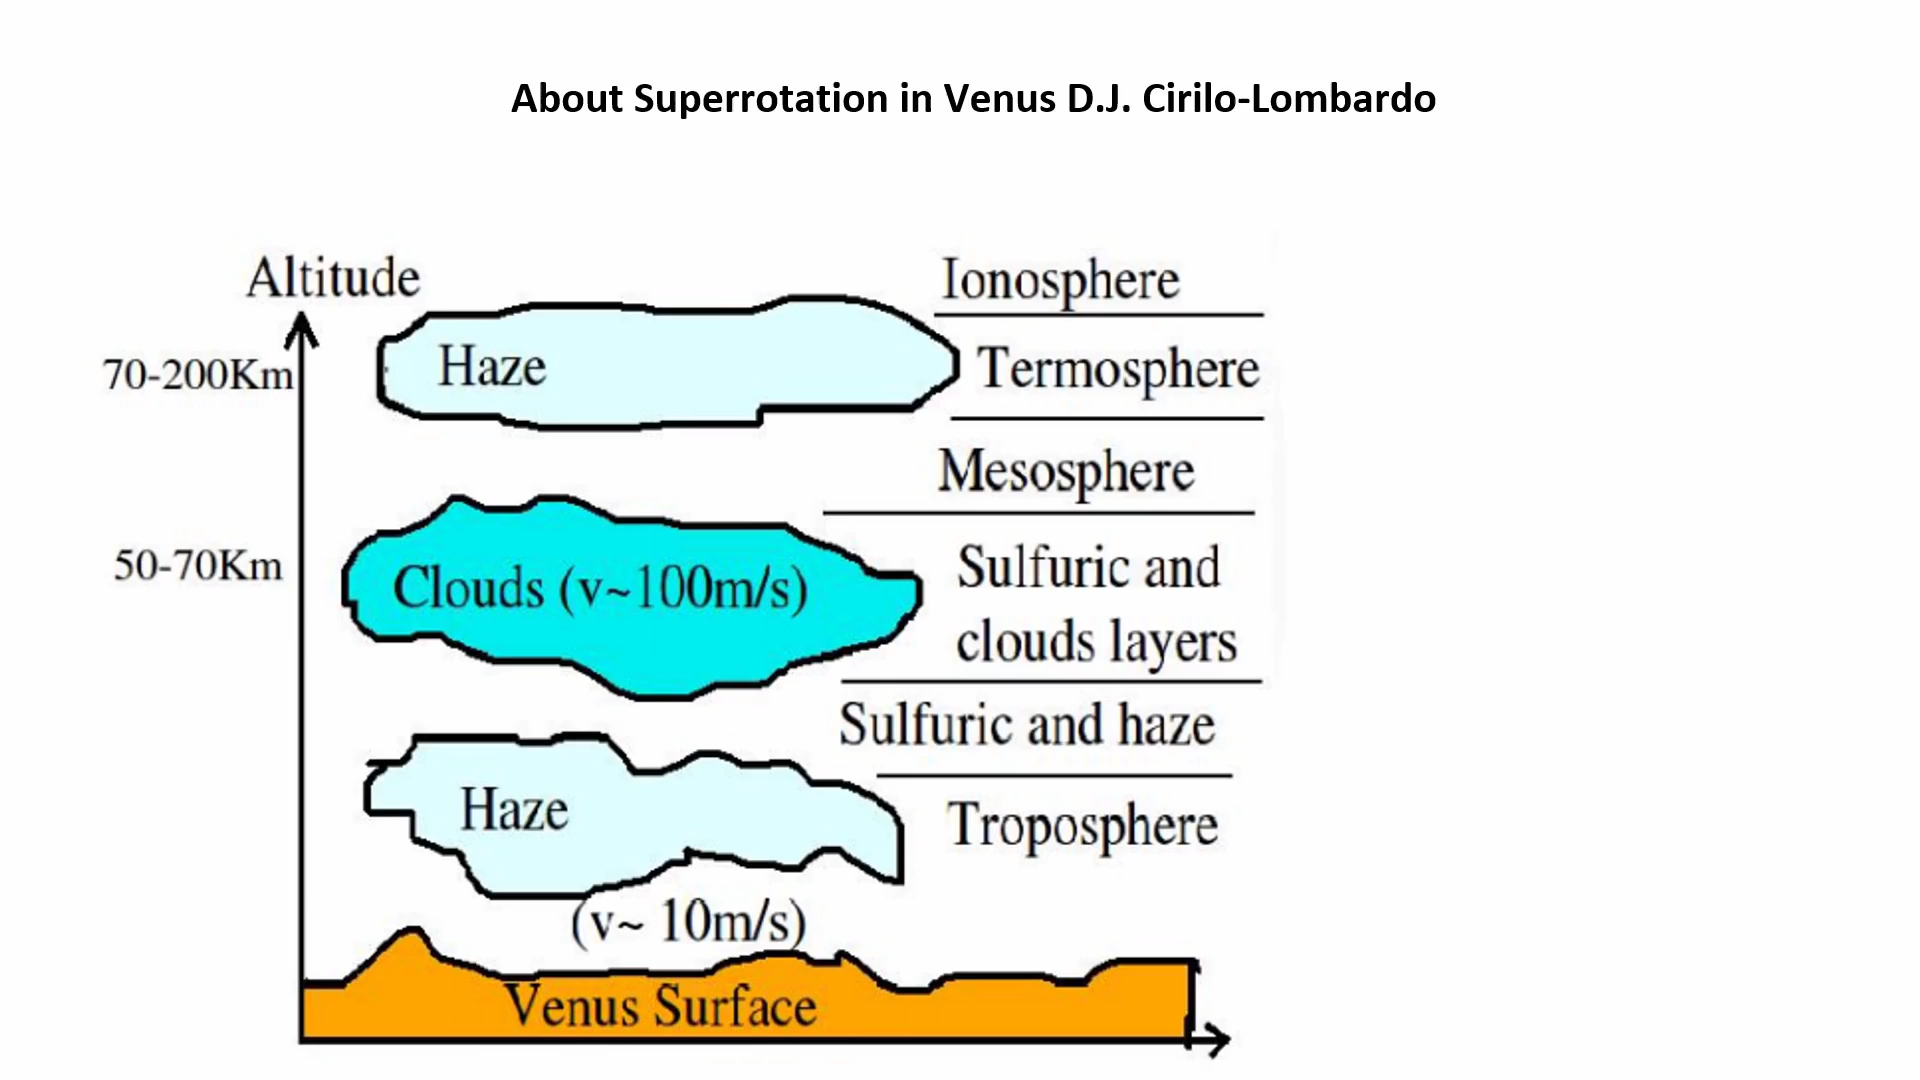 About Superrotation in Venus D.J. Cirilo-Lombardo
Altitude
Ionosphere
70-200Km
Haze
Termosphere
Mesosphere
50-70Km
Clouds (v~100m/s)
Sulfuric and
clouds layers
Sulfuric and haze
Haze
Troposphere
(v~ 10m/s)
Venus Surface